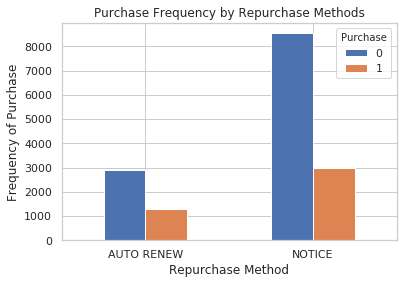 Purchase Frequency by Repurchase Methods
Purchase
0
1
8000
7000
6000
5000
4000
3000
2000
1000
0
Frequency of Purchase
AUTO RENEW
NOTICE
Repurchase Method